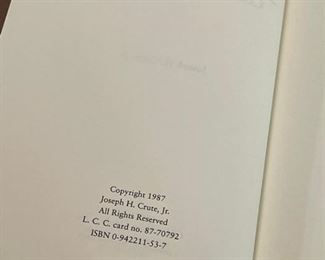 Copyright 1987
Joseph H. Crute, Jr.
All Rights Reserved
L. C. C. card no. 87-70792
ISBN 0-942211-53-7